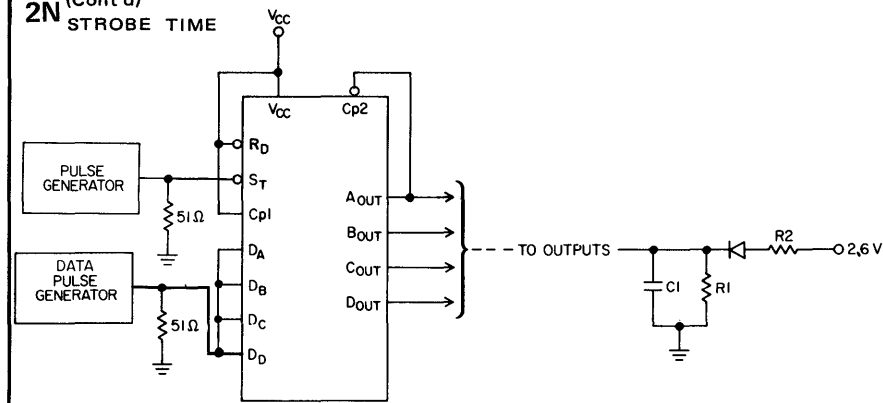 2N (Cont'd)
STROBE TIME
VCC
VCC
Cp2
RD
ST
Cp1
DA
DB
DC
DD
AOUT
BOUT
COUT
DOUT
PULSE
GENERATOR
51Ω
DATA
PULSE
GENERATOR
51Ω
TO OUTPUTS
C1
R1
R2
2.6V